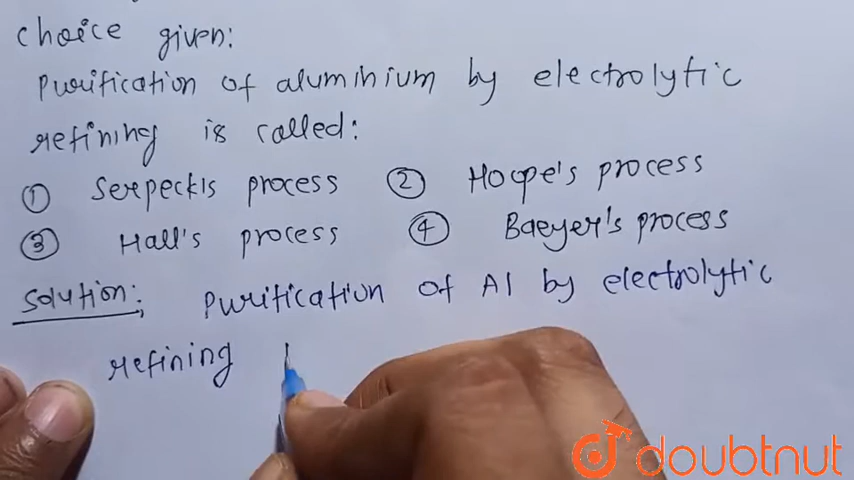 choice given:
Purification of aluminium by electrolytic
refining is called:
① Serpeck's process ② Hoope's process
③ Hall's process ④ Baeyer's process
Solution: Purification of Al by electrolytic
refining
doubtnut